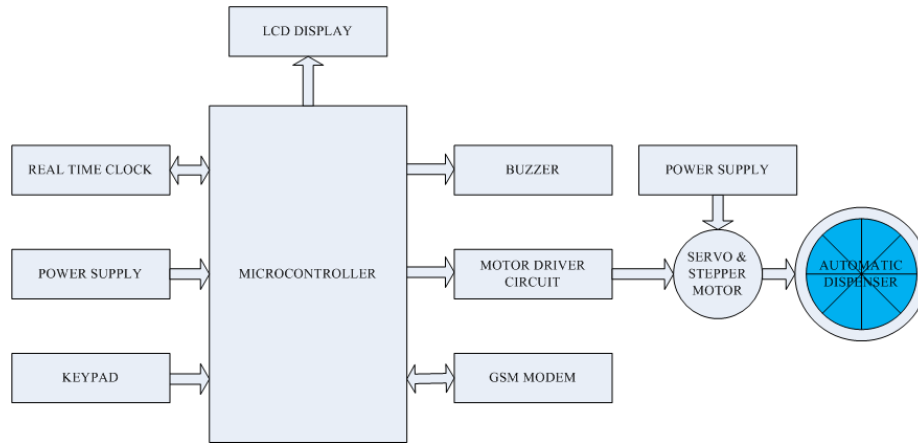 LCD DISPLAY
REAL TIME CLOCK
BUZZER
POWER SUPPLY
POWER SUPPLY
MICROCONTROLLER
MOTOR DRIVER
CIRCUIT
SERVO &
STEPPER
MOTOR
AUTOMATIC
DISPENSER
KEYPAD
GSM MODEM